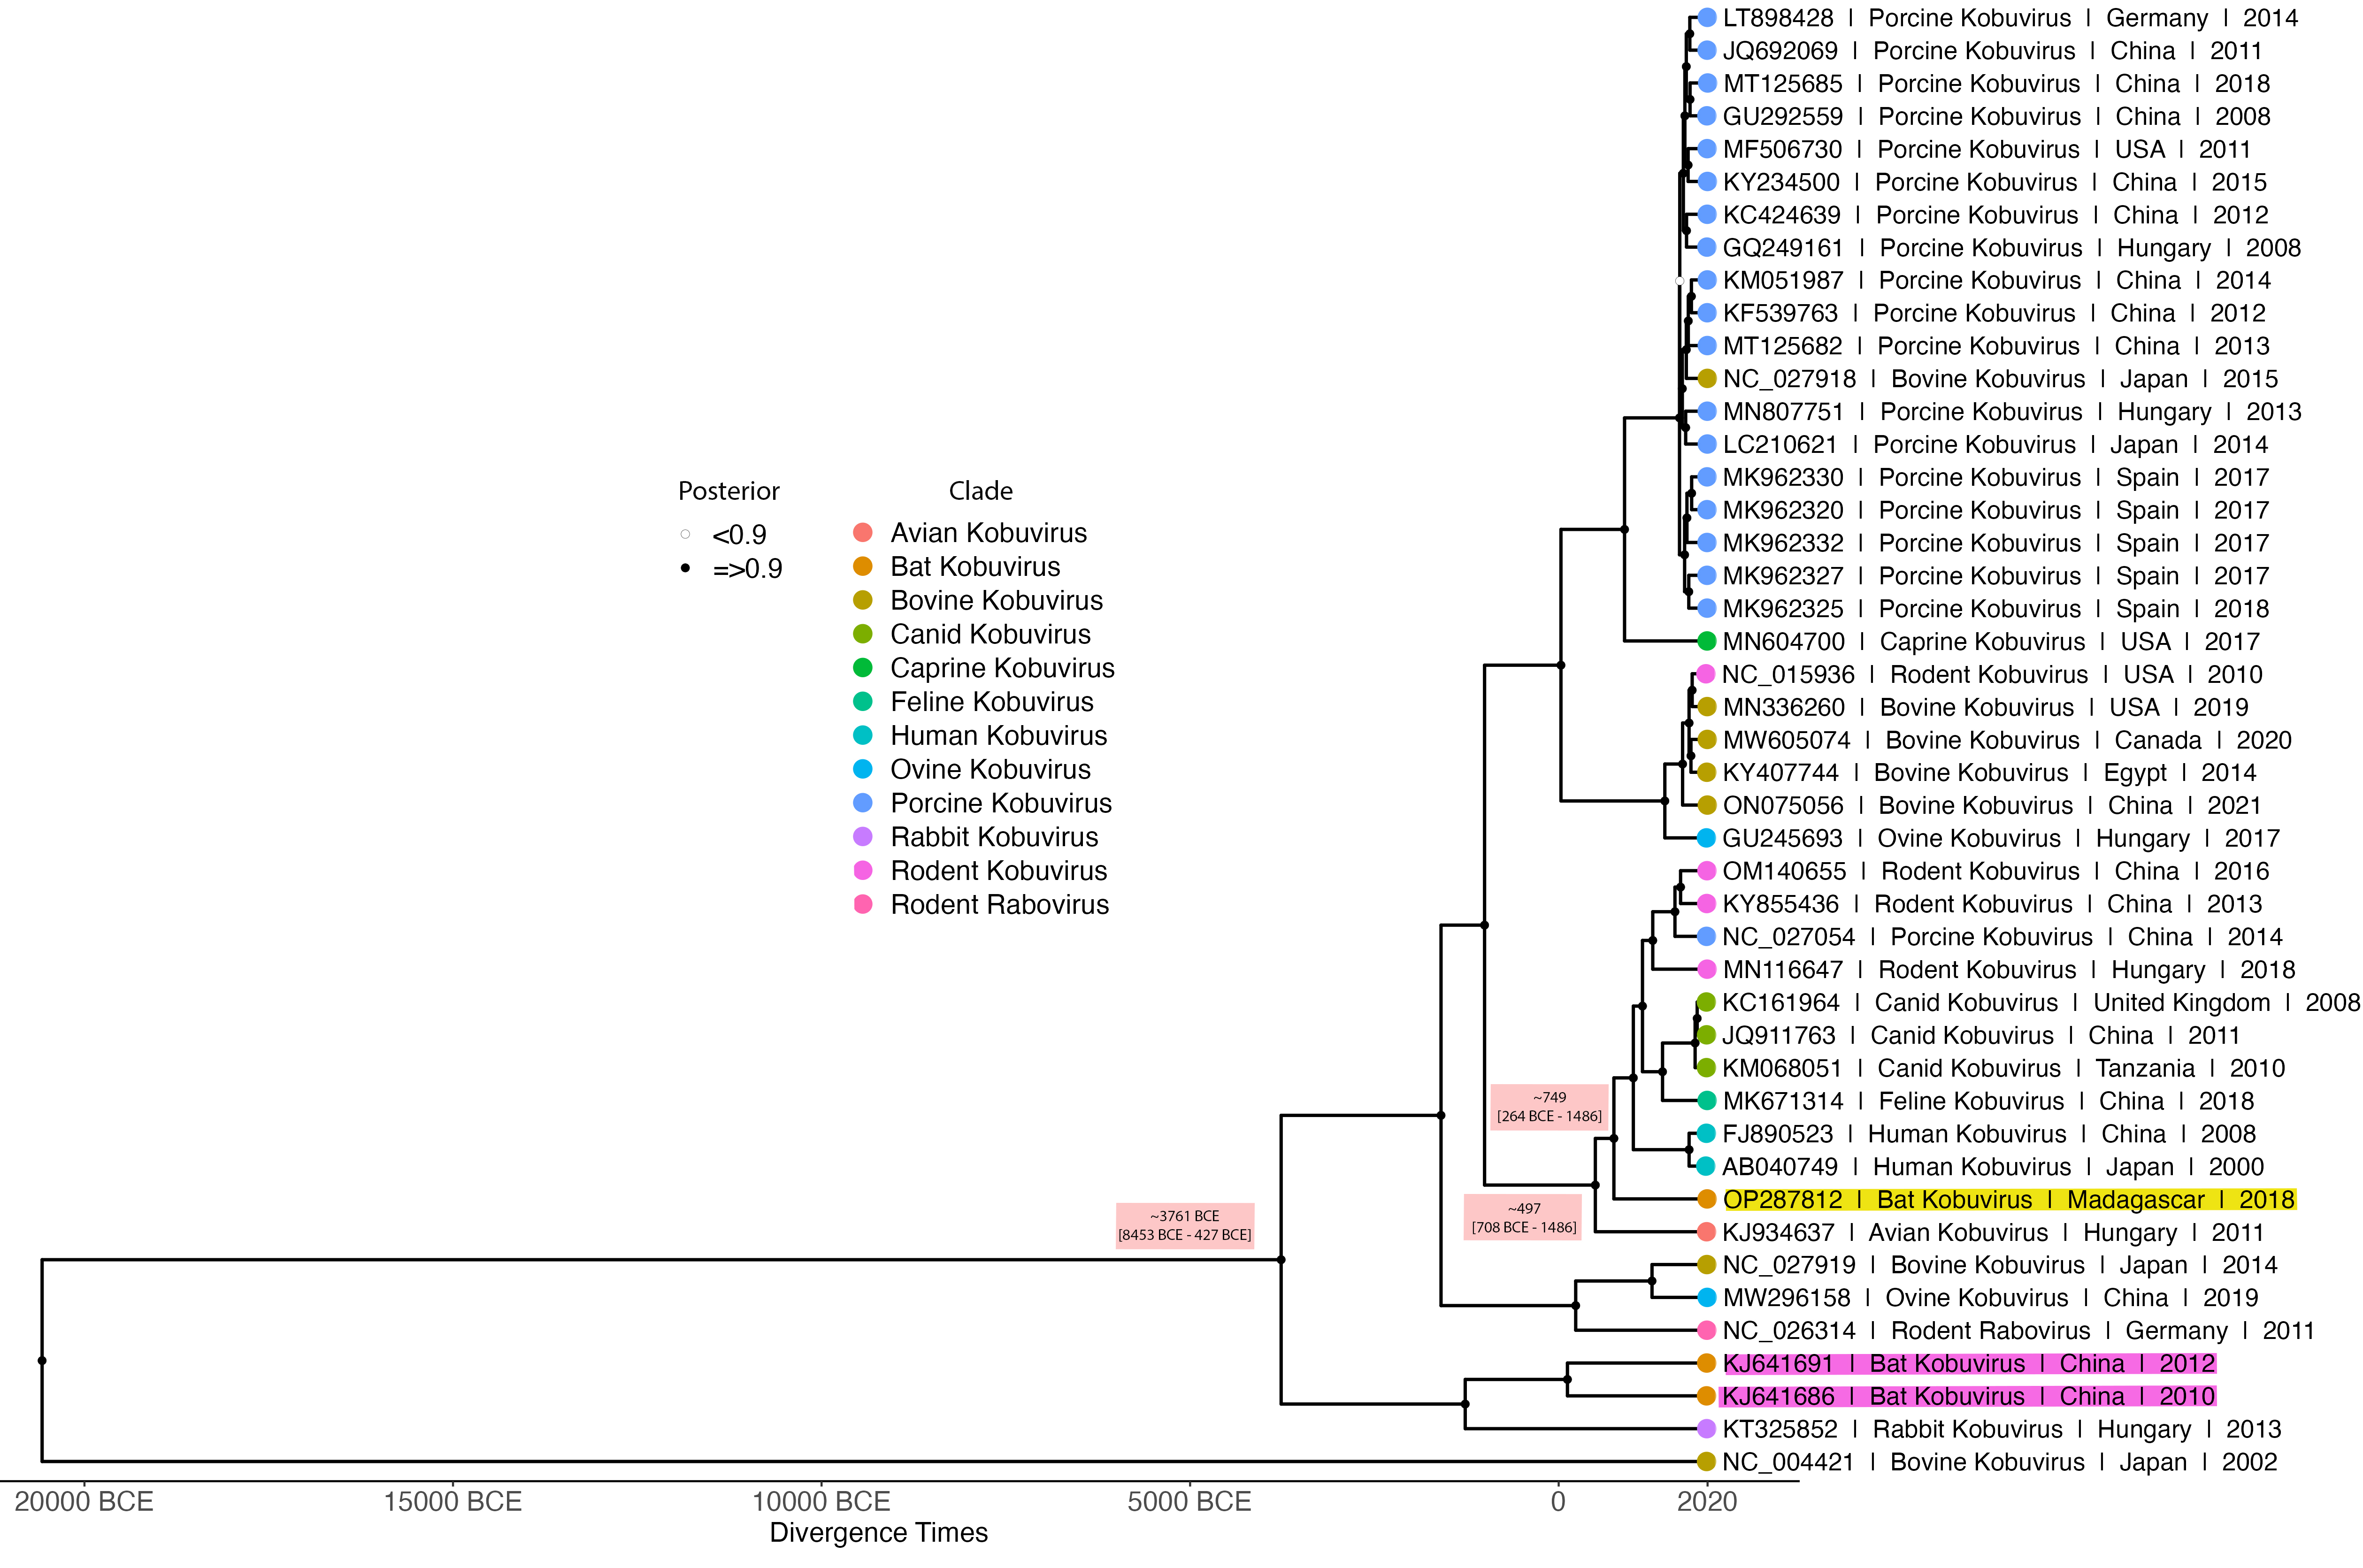 LT898428 | Porcine Kobuvirus | Germany | 2014
JQ692069 | Porcine Kobuvirus | China | 2011
MT125685 | Porcine Kobuvirus | China | 2018
GU292559 | Porcine Kobuvirus | China | 2008
MF506730 | Porcine Kobuvirus | USA | 2011
KY234500 | Porcine Kobuvirus | China | 2015
KC424639 | Porcine Kobuvirus | China | 2012
GQ249161 | Porcine Kobuvirus | Hungary | 2008
KM051987 | Porcine Kobuvirus | China | 2014
KF539763 | Porcine Kobuvirus | China | 2012
MT125682 | Porcine Kobuvirus | China | 2013
NC_027918 | Bovine Kobuvirus | Japan | 2015
MN807751 | Porcine Kobuvirus | Hungary | 2013
LC210621 | Porcine Kobuvirus | Japan | 2014
MK962330 | Porcine Kobuvirus | Spain | 2017
MK962320 | Porcine Kobuvirus | Spain | 2017
MK962332 | Porcine Kobuvirus | Spain | 2017
MK962327 | Porcine Kobuvirus | Spain | 2017
MK962325 | Porcine Kobuvirus | Spain | 2018
MN604700 | Caprine Kobuvirus | USA | 2017
NC_015936 | Rodent Kobuvirus | USA | 2010
MN336260 | Bovine Kobuvirus | USA | 2019
MW605074 | Bovine Kobuvirus | Canada | 2020
KY407744 | Bovine Kobuvirus | Egypt | 2014
ON075056 | Bovine Kobuvirus | China | 2021
GU245693 | Ovine Kobuvirus | Hungary | 2017
OM140655 | Rodent Kobuvirus | China | 2016
KY855436 | Rodent Kobuvirus | China | 2013
NC_027054 | Porcine Kobuvirus | China | 2014
MN116647 | Rodent Kobuvirus | Hungary | 2018
KC161964 | Canid Kobuvirus | United Kingdom | 2008
JQ911763 | Canid Kobuvirus | China | 2011
KM068051 | Canid Kobuvirus | Tanzania | 2010
MK671314 | Feline Kobuvirus | China | 2018
FJ890523 | Human Kobuvirus | China | 2008
AB040749 | Human Kobuvirus | Japan | 2000
OP287812 | Bat Kobuvirus | Madagascar | 2018
KJ934637 | Avian Kobuvirus | Hungary | 2011
NC_027919 | Bovine Kobuvirus | Japan | 2014
MW296158 | Ovine Kobuvirus | China | 2019
NC_026314 | Rodent Rabovirus | Germany | 2011
KJ641691 | Bat Kobuvirus | China | 2012
KJ641686 | Bat Kobuvirus | China | 2010
KT325852 | Rabbit Kobuvirus | Hungary | 2013
NC_004421 | Bovine Kobuvirus | Japan | 2002
Posterior
<0.9
=>0.9
Clade
Avian Kobuvirus
Bat Kobuvirus
Bovine Kobuvirus
Canid Kobuvirus
Caprine Kobuvirus
Feline Kobuvirus
Human Kobuvirus
Ovine Kobuvirus
Porcine Kobuvirus
Rabbit Kobuvirus
Rodent Kobuvirus
Rodent Rabovirus
~749
[264 BCE - 1486]
~497
[708 BCE - 1486]
~3761 BCE
[8453 BCE - 427 BCE]
20000 BCE 15000 BCE 10000 BCE 5000 BCE 0 2020
Divergence Times